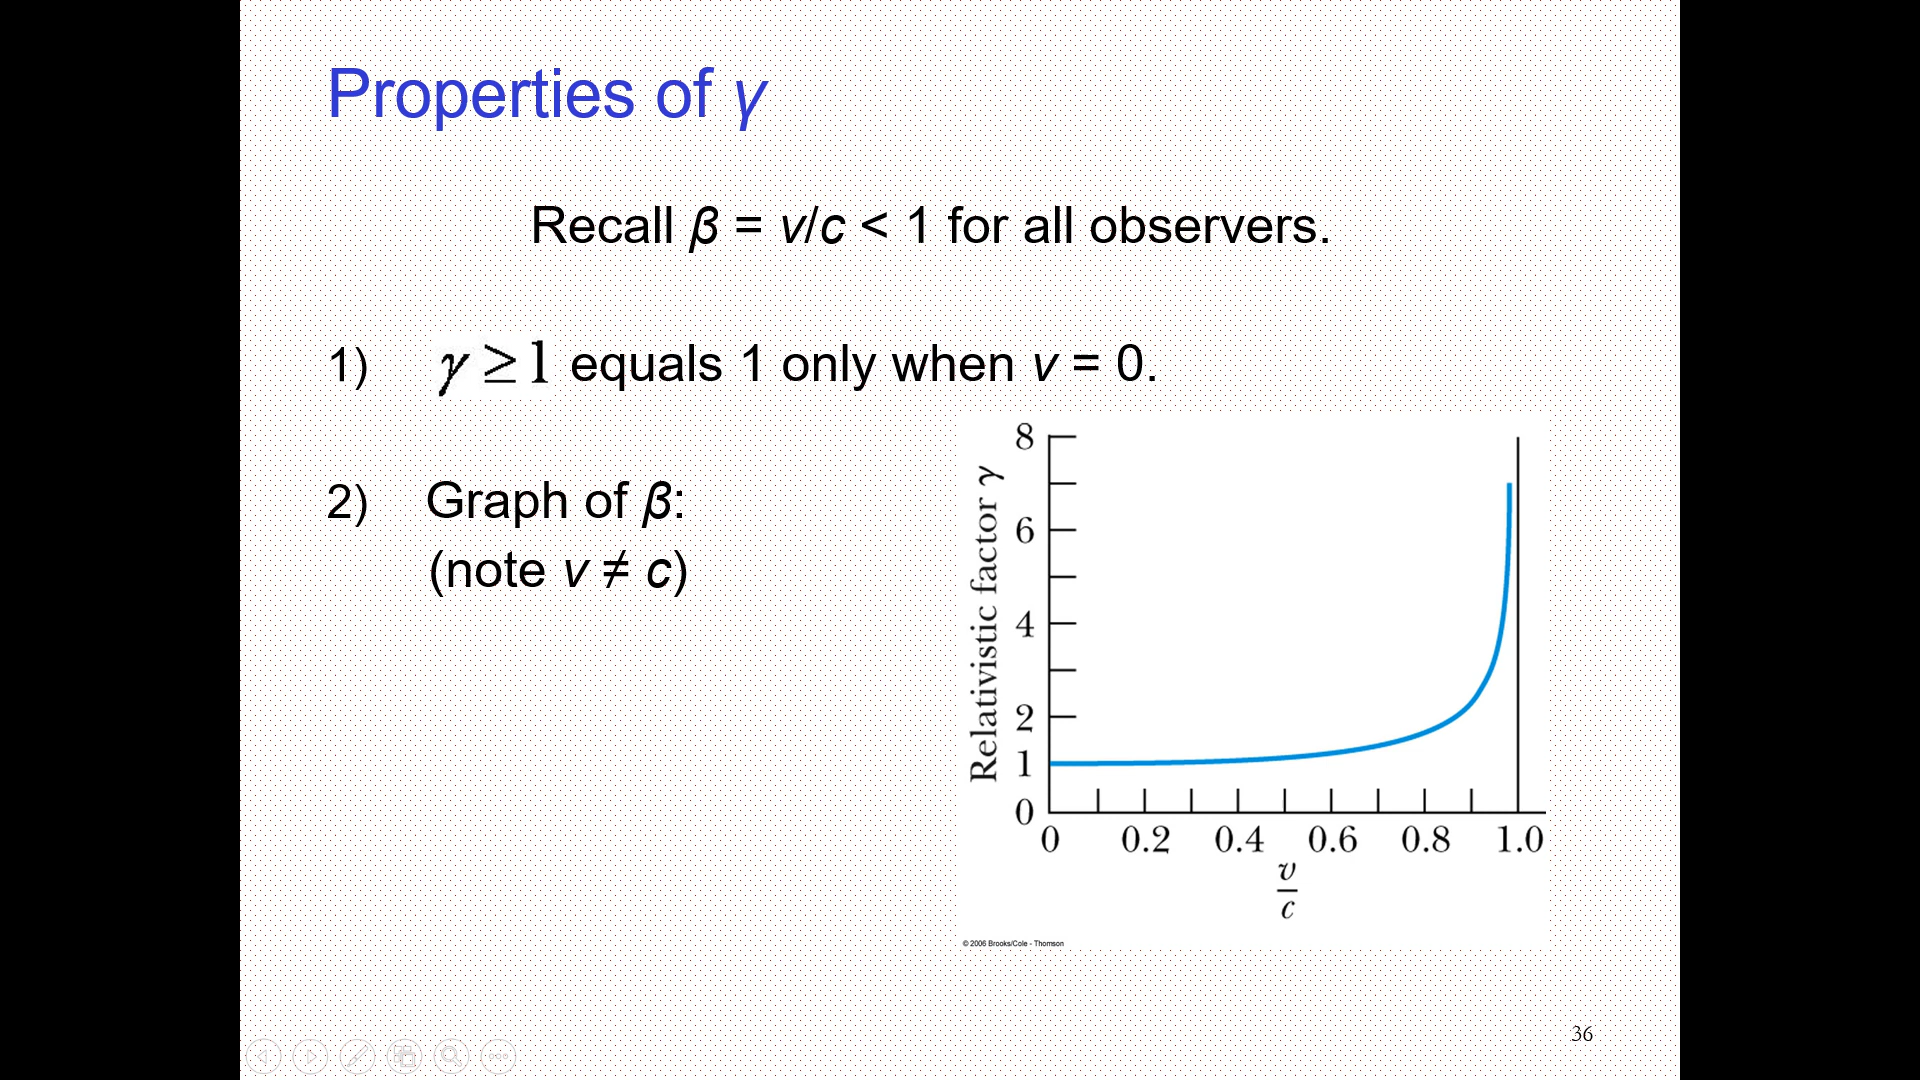 Properties of γ
Recall β = v/c < 1 for all observers.
1) γ ≥ 1 equals 1 only when v = 0.
2) Graph of β:
(note v ≠ c)
Relativistic factor γ
8
6
4
2
1
0
0 0.2 0.4 0.6 0.8 1.0
v
c
© 2006 Brooks/Cole - Thomson
36